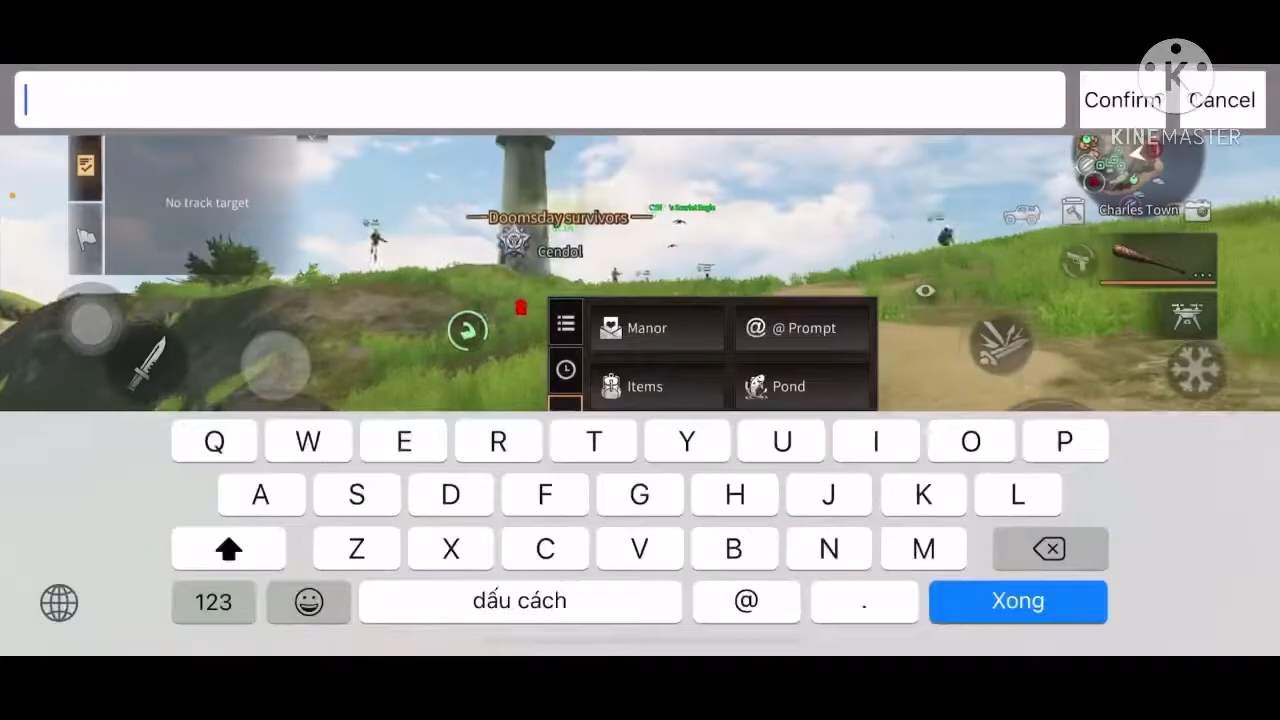 Confirm Cancel
KINEMASTER
No track target
Doomsday survivors
Cendol
Charles Town
Manor
@ Prompt
Items
Pond
Q W E R T Y U I O P
A S D F G H J K L
Z X C V B N M
123 dấu cách @ . Xong